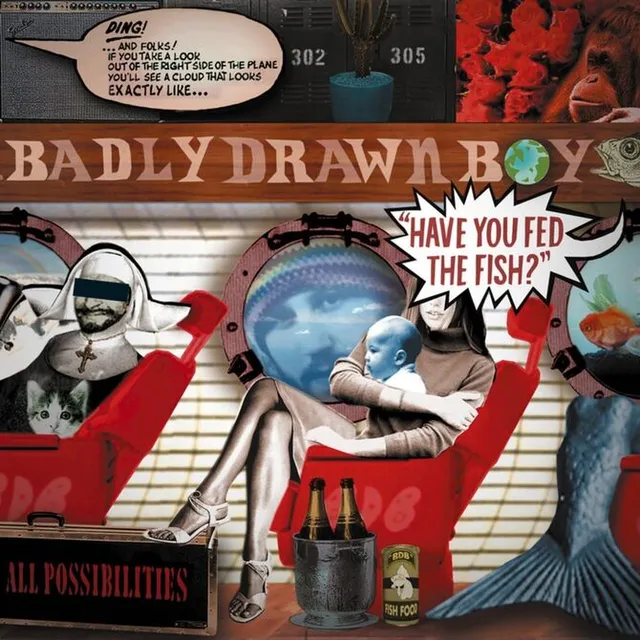 DING!
...AND FOLKS!
IF YOU TAKE A LOOK
OUT OF THE RIGHT SIDE OF THE PLANE
YOU'LL SEE A CLOUD THAT LOOKS
EXACTLY LIKE...
302
305
BADLY DRAWN BOY
"HAVE YOU FED
THE FISH?"
BDB
BDB
ALL POSSIBILITIES
"BDB"
FISH FOOD